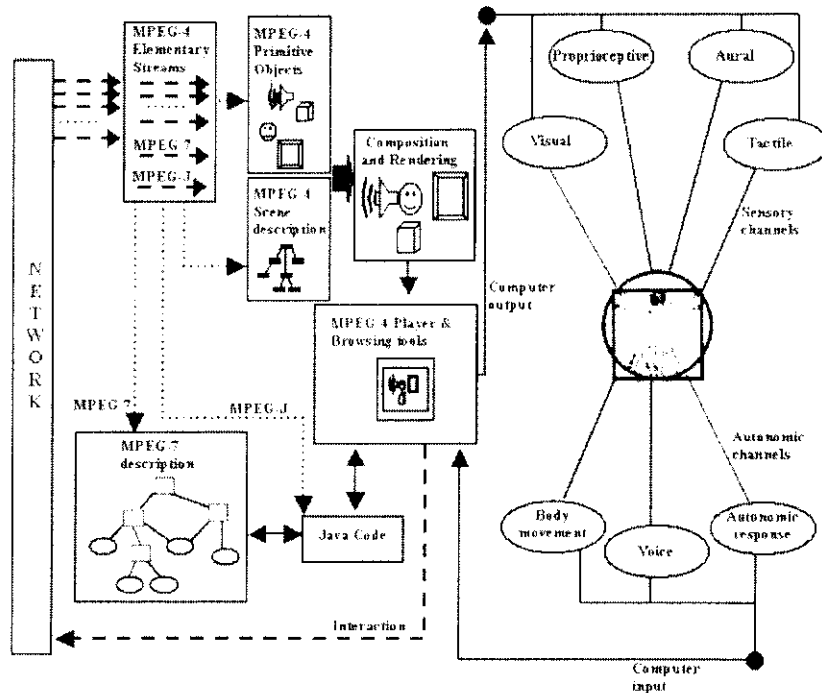 NETWORK
MPEG-4
Elementary
Streams
MPEG 7
MPEG-J
MPEG-4
Primitive
Objects
MPEG-4
Scene
description
Composition
and Rendering
MPEG 4 Player &
Browsing tools
Computer
output
Proprioceptive
Aural
Visual
Tactile
Sensory
channels
Autonomic
channels
MPEG 7
MPEG-J
MPEG-7
description
Java Code
Body
movement
Voice
Autonomic
response
Interaction
Computer
input